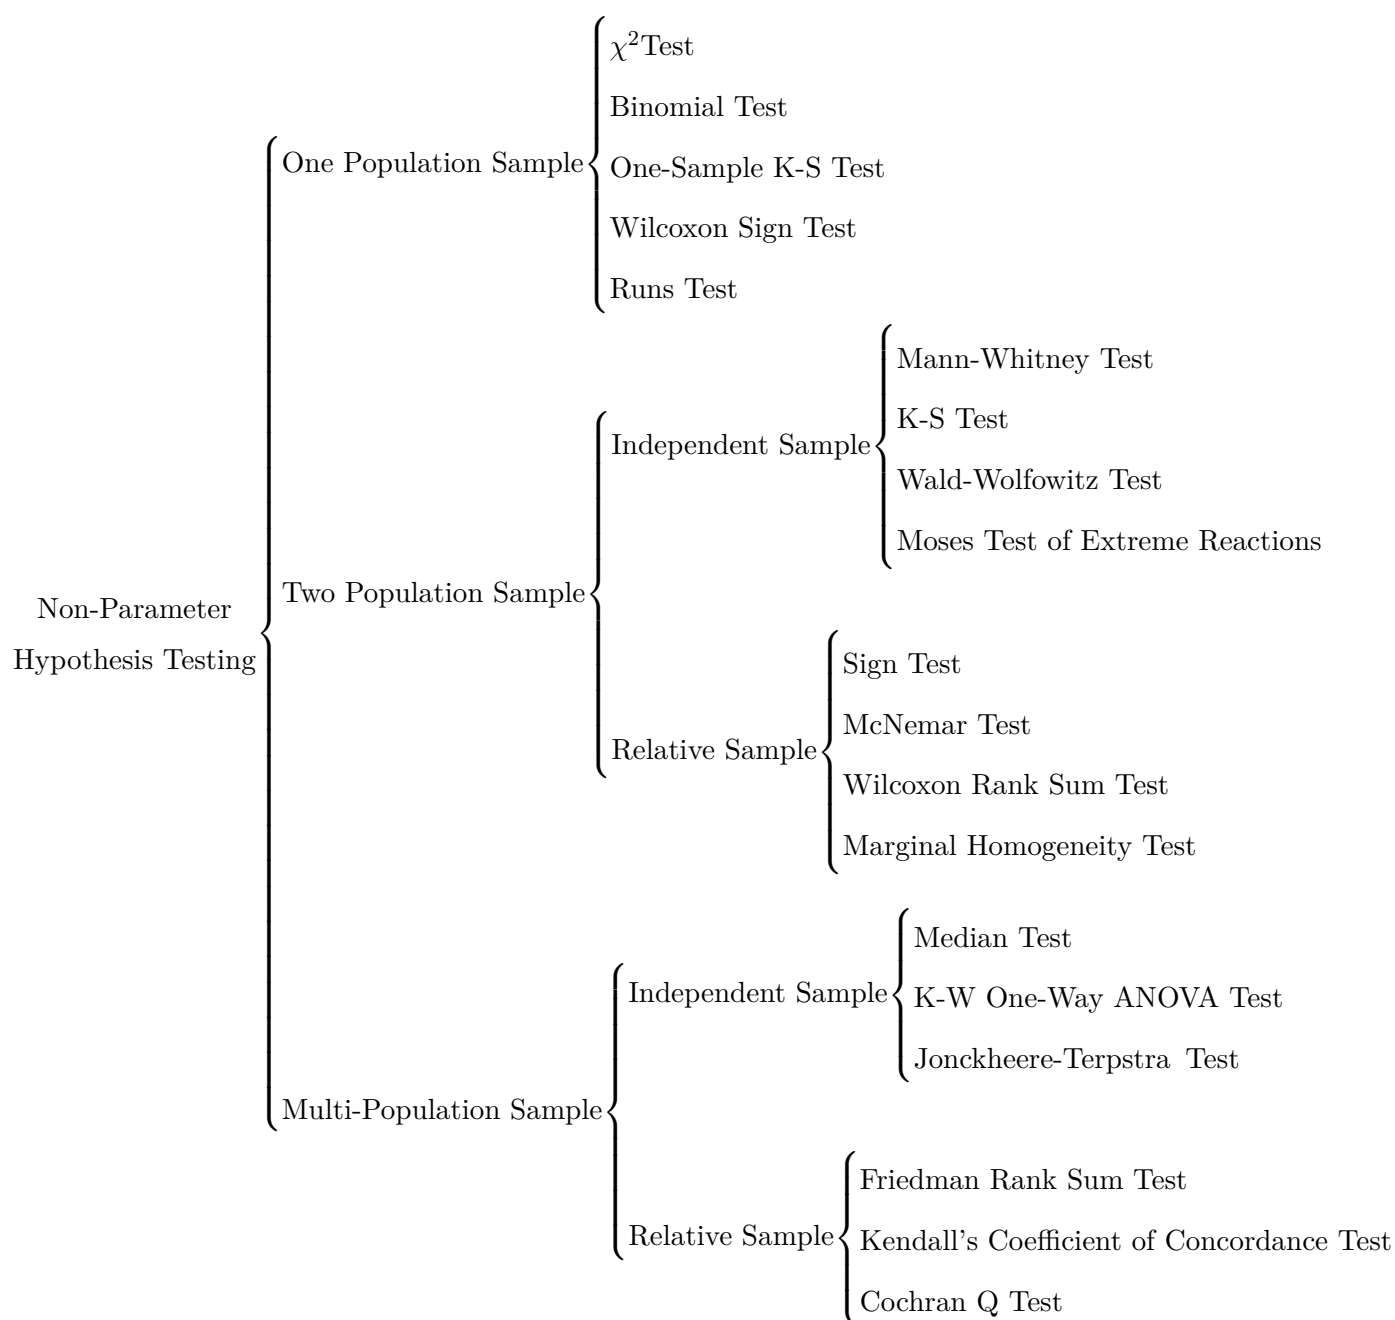 Non-Parameter
Hypothesis Testing
One Population Sample
χ²Test
Binomial Test
One-Sample K-S Test
Wilcoxon Sign Test
Runs Test
Two Population Sample
Independent Sample
Mann-Whitney Test
K-S Test
Wald-Wolfowitz Test
Moses Test of Extreme Reactions
Relative Sample
Sign Test
McNemar Test
Wilcoxon Rank Sum Test
Marginal Homogeneity Test
Multi-Population Sample
Independent Sample
Median Test
K-W One-Way ANOVA Test
Jonckheere-Terpstra Test
Relative Sample
Friedman Rank Sum Test
Kendall's Coefficient of Concordance Test
Cochran Q Test